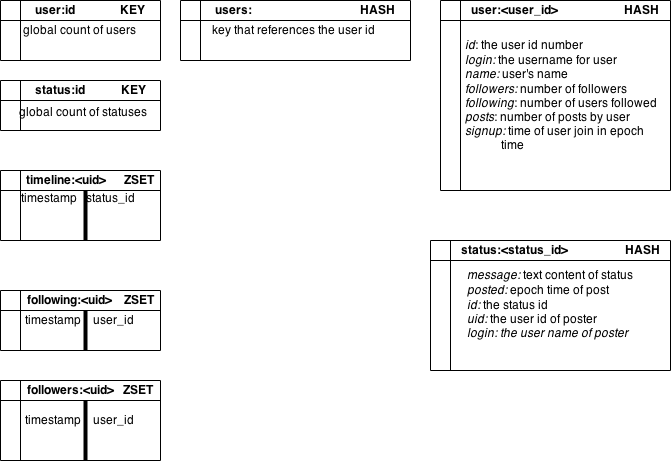 user:id KEY
global count of users
users: HASH
key that references the user id
user:<user_id> HASH
id: the user id number
login: the username for user
name: user's name
followers: number of followers
following: number of users followed
posts: number of posts by user
signup: time of user join in epoch
time
status:id KEY
global count of statuses
timeline:<uid> ZSET
timestamp status_id
status:<status_id> HASH
message: text content of status
posted: epoch time of post
id: the status id
uid: the user id of poster
login: the user name of poster
following:<uid> ZSET
timestamp user_id
followers:<uid> ZSET
timestamp user_id